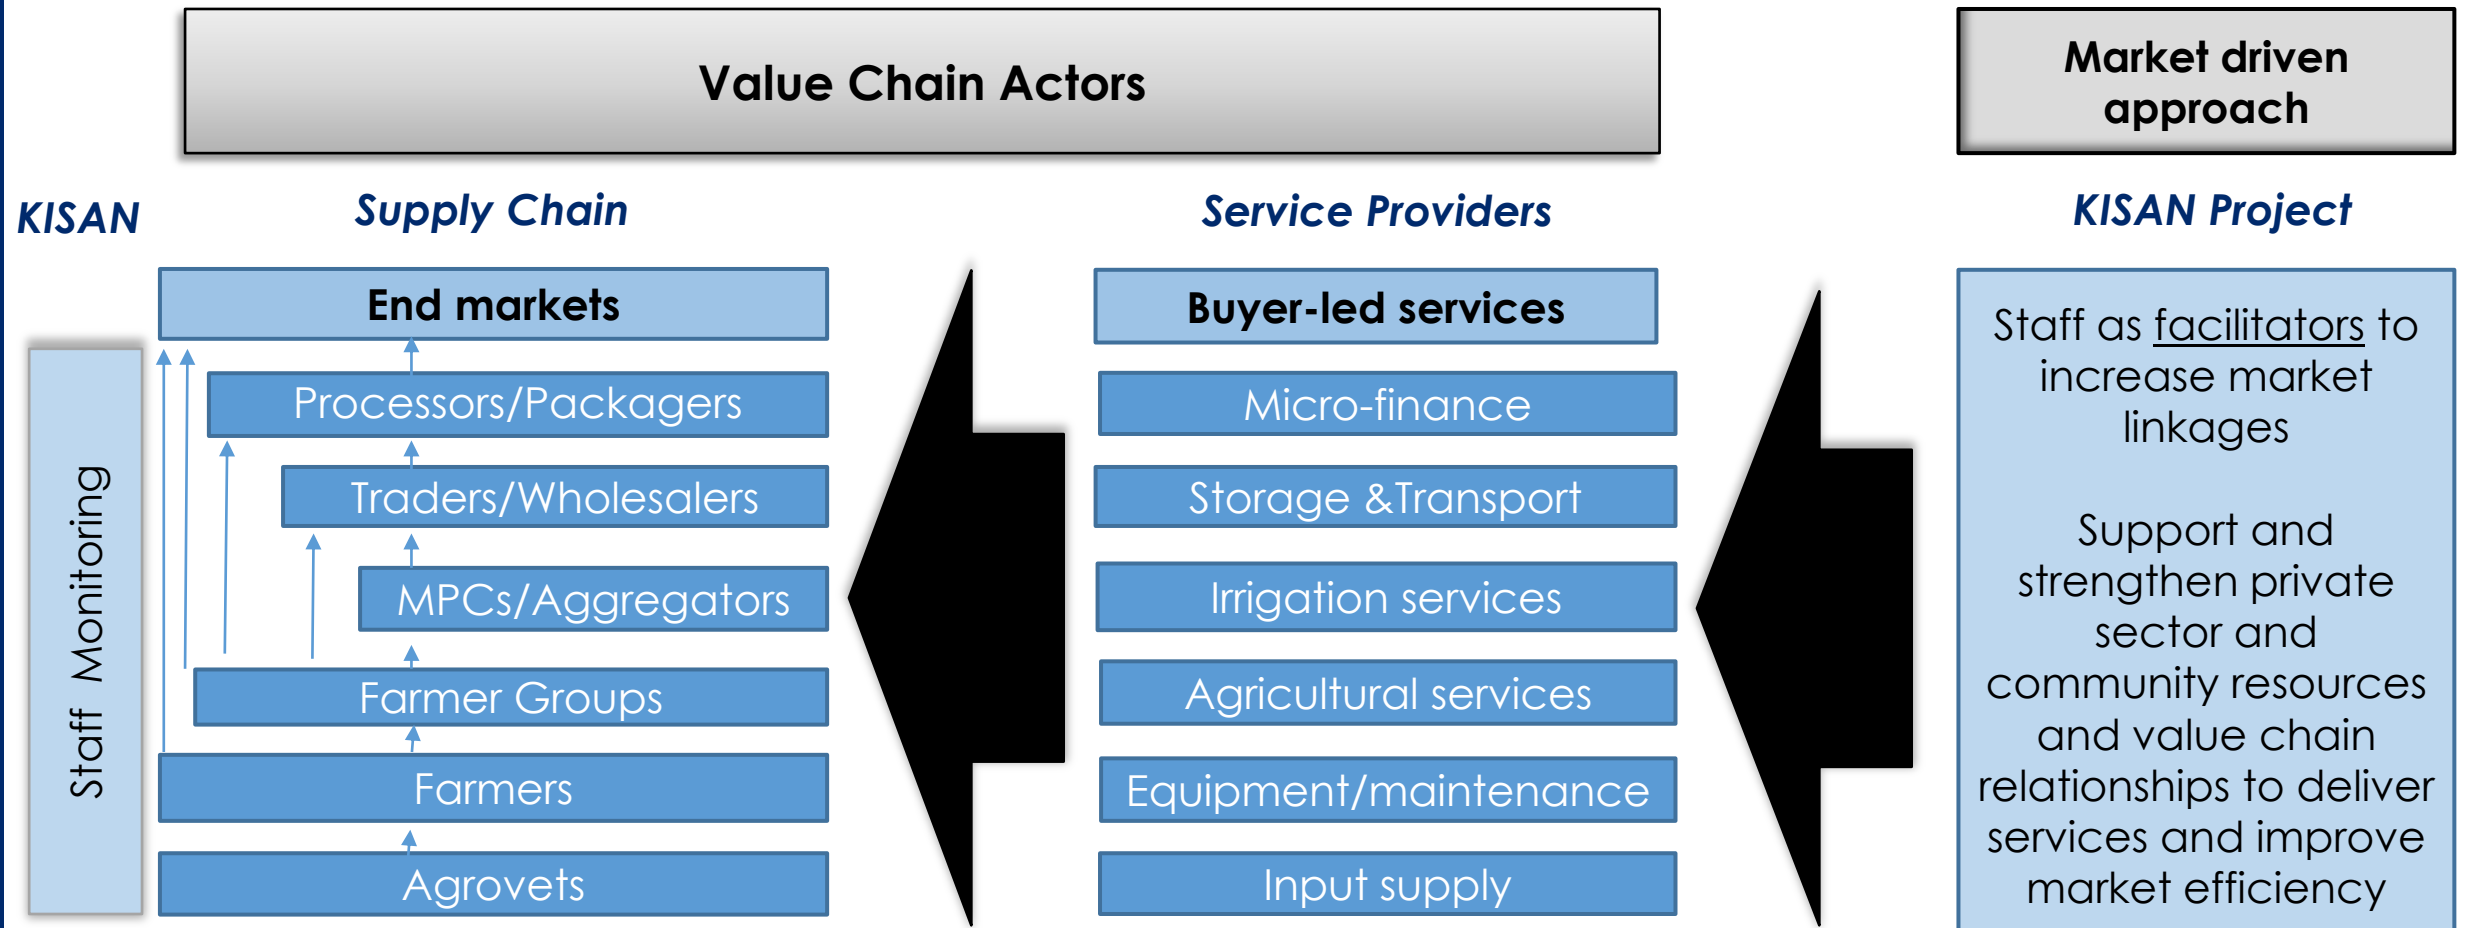 Value Chain Actors
Market driven
approach
KISAN
Supply Chain
Service Providers
KISAN Project
Staff Monitoring
End markets
Processors/Packagers
Traders/Wholesalers
MPCs/Aggregators
Farmer Groups
Farmers
Agrovets
Buyer-led services
Micro-finance
Storage &Transport
Irrigation services
Agricultural services
Equipment/maintenance
Input supply
Staff as facilitators to
increase market
linkages
Support and
strengthen private
sector and
community resources
and value chain
relationships to deliver
services and improve
market efficiency